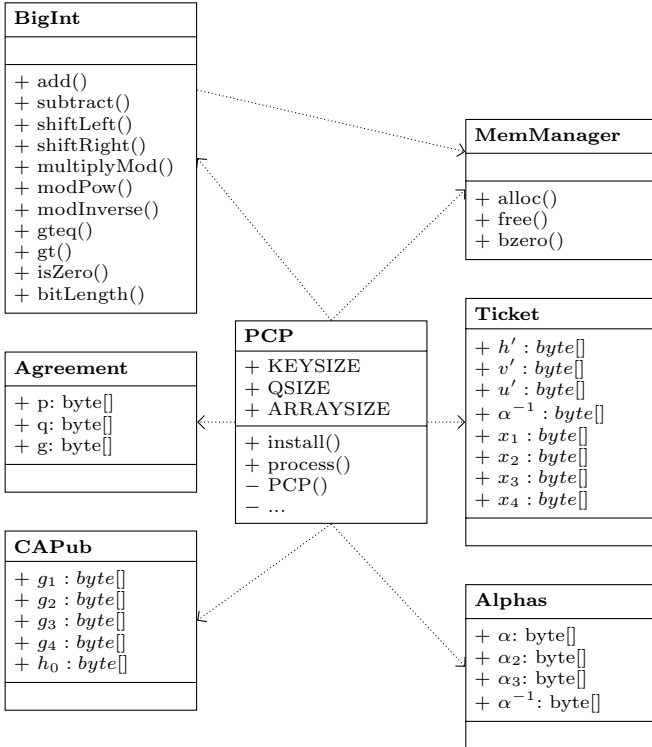 BigInt
+ add()
+ subtract()
+ shiftLeft()
+ shiftRight()
+ multiplyMod()
+ modPow()
+ modInverse()
+ gteq()
+ gt()
+ isZero()
+ bitLength()
MemManager
+ alloc()
+ free()
+ bzero()
PCP
+ KEYSIZE
+ QSIZE
+ ARRAYSIZE
+ install()
+ process()
− PCP()
− ...
Agreement
+ p: byte[]
+ q: byte[]
+ g: byte[]
Ticket
+ h′ : byte[]
+ v′ : byte[]
+ u′ : byte[]
+ α⁻¹ : byte[]
+ x₁ : byte[]
+ x₂ : byte[]
+ x₃ : byte[]
+ x₄ : byte[]
CAPub
+ g₁ : byte[]
+ g₂ : byte[]
+ g₃ : byte[]
+ g₄ : byte[]
+ h₀ : byte[]
Alphas
+ α: byte[]
+ α₂: byte[]
+ α₃: byte[]
+ α⁻¹: byte[]